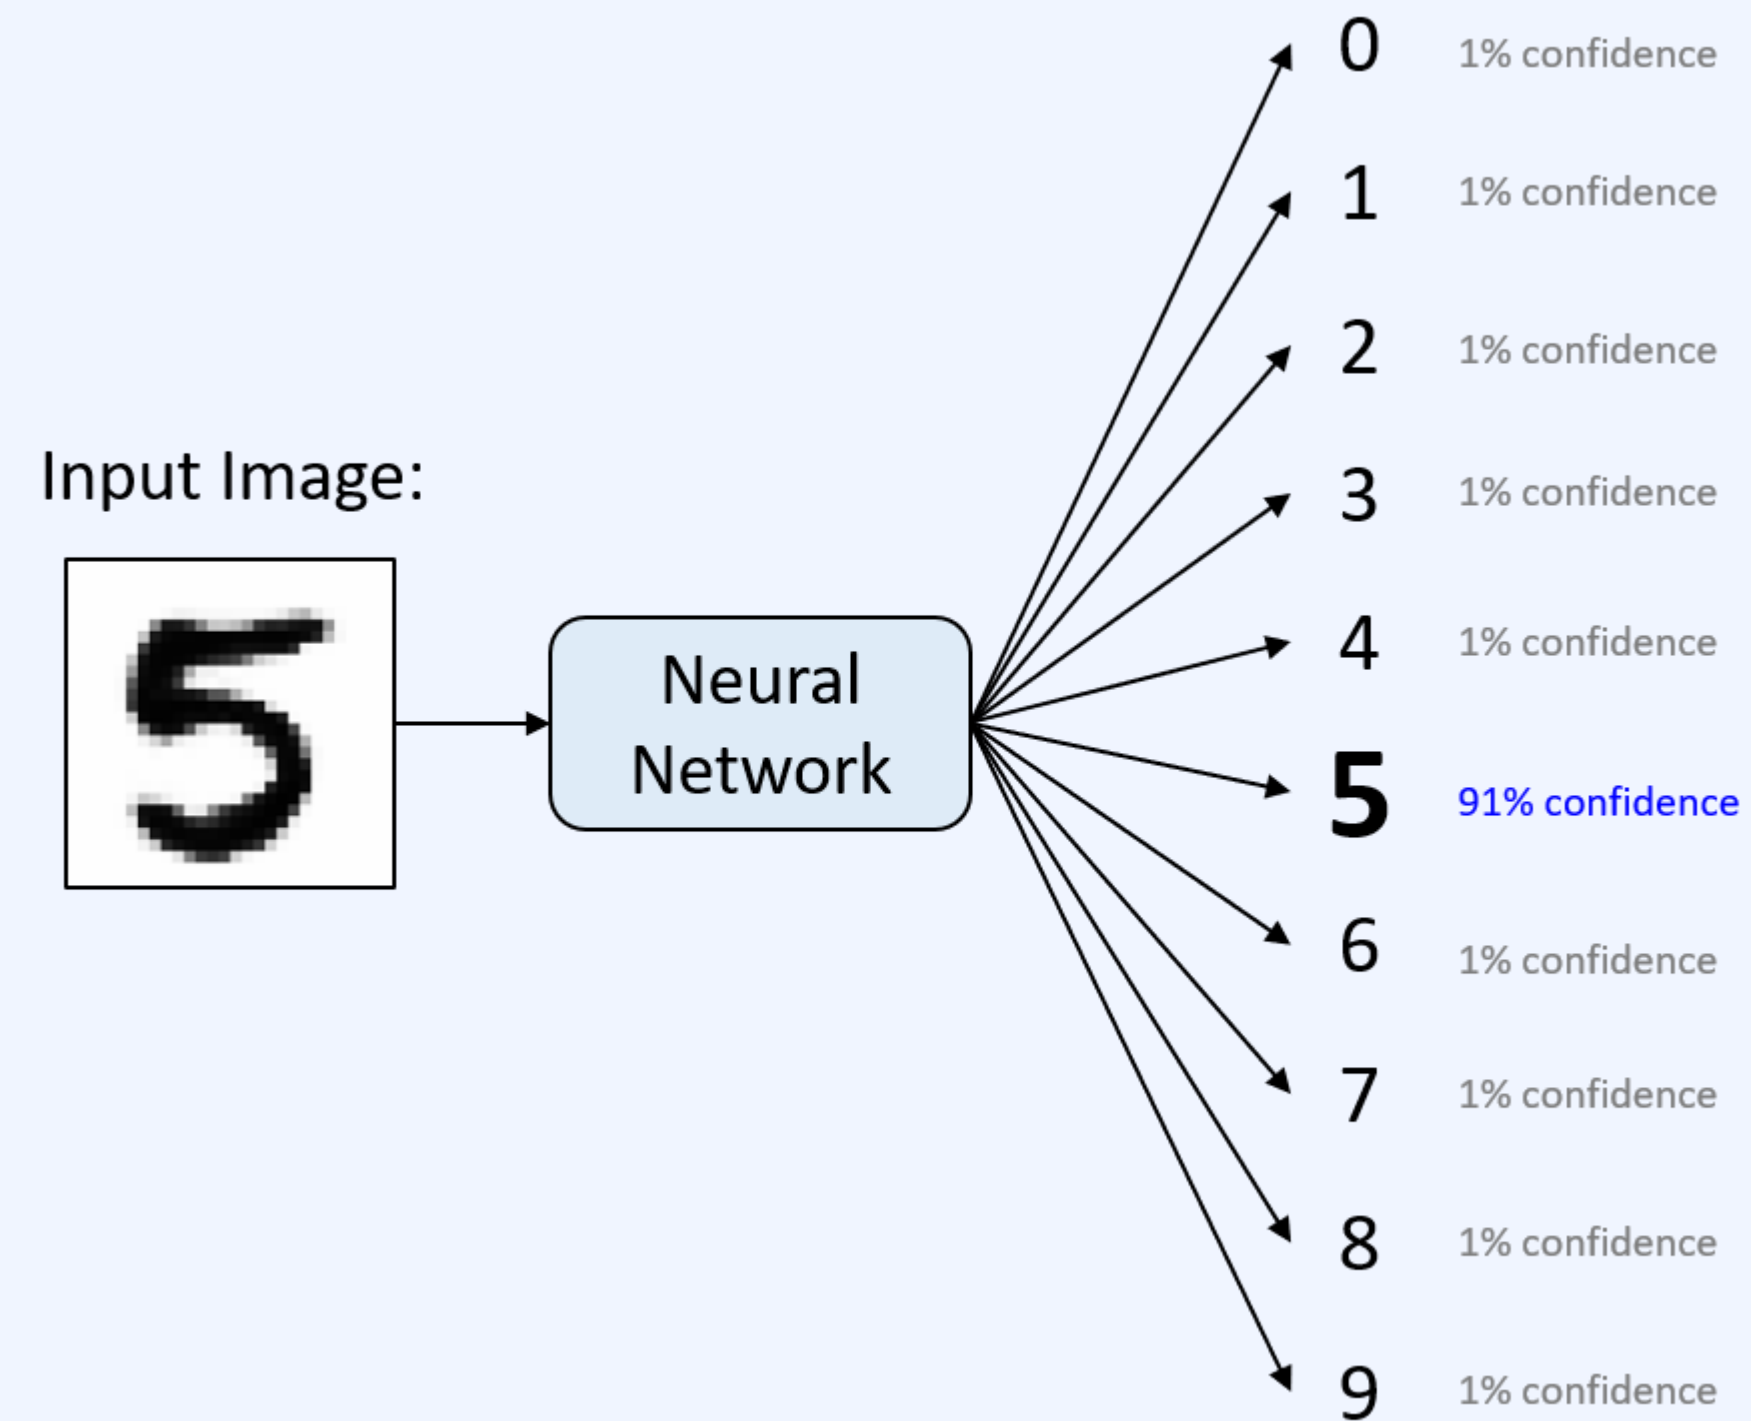 0 1% confidence
1 1% confidence
2 1% confidence
3 1% confidence
Input Image:
5
Neural
Network
4 1% confidence
5 91% confidence
6 1% confidence
7 1% confidence
8 1% confidence
9 1% confidence